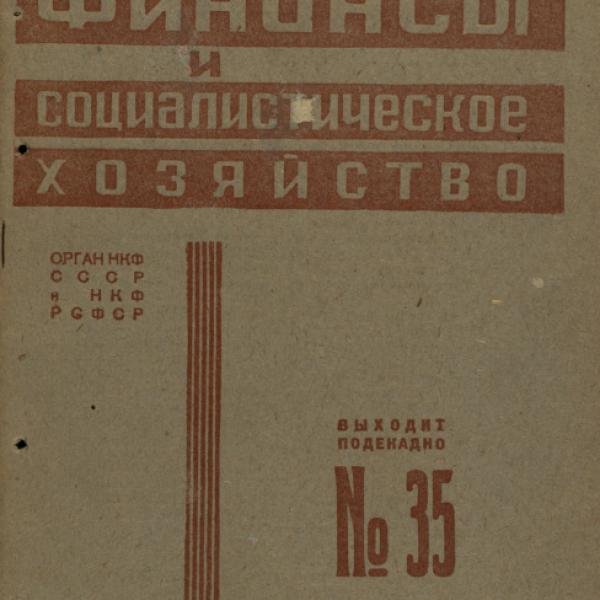 ФИНАНСЫ
и
социалистическое
ХОЗЯЙСТВО
ОРГАН НКФ
СССР
и НКФ
РСФСР
ВЫХОДИТ
ПОДЕКАДНО
№ 35